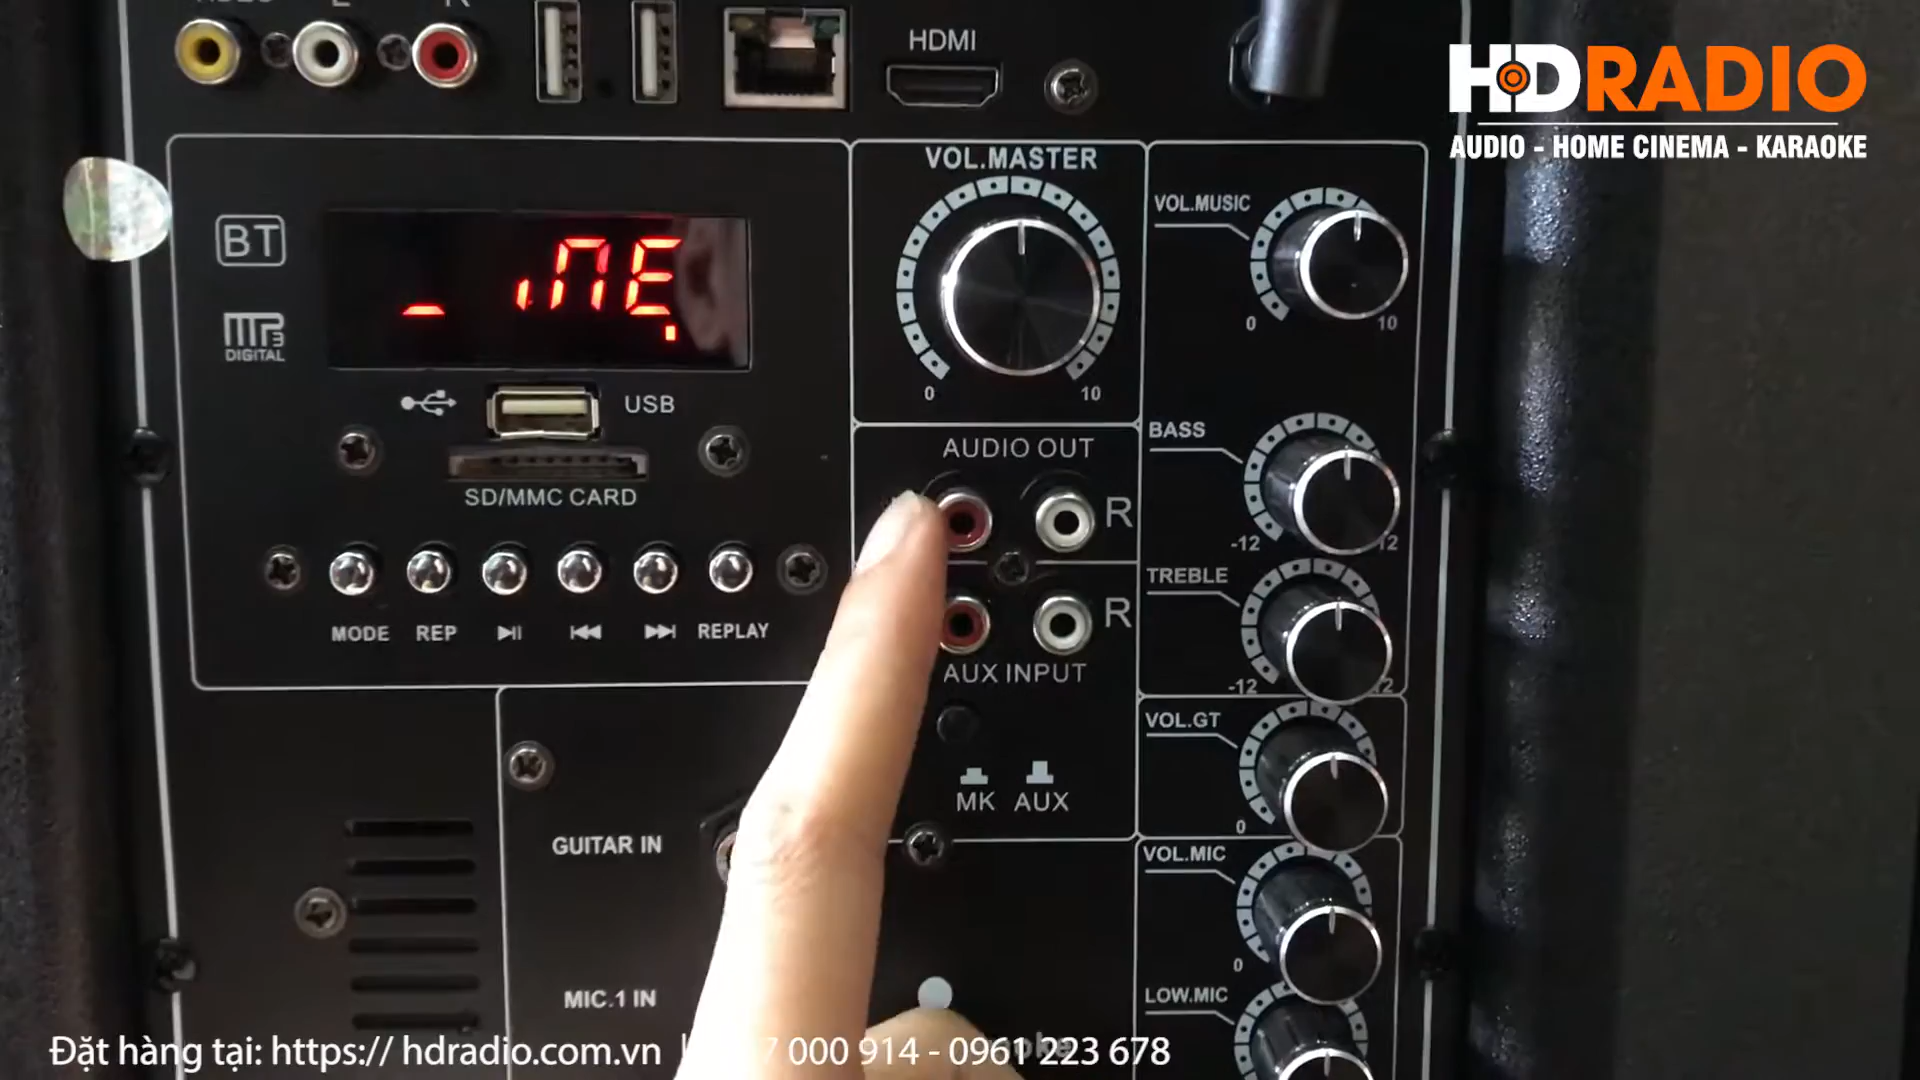 HDMI
HDRADIO
AUDIO - HOME CINEMA - KARAOKE
VOL.MASTER
0
10
VOL.MUSIC
0
10
BT
MP3
DIGITAL
USB
SD/MMC CARD
MODE
REP
REPLAY
AUDIO OUT
R
R
AUX INPUT
MK
AUX
BASS
-12
12
TREBLE
-12
VOL.GT
0
VOL.MIC
0
LOW.MIC
GUITAR IN
MIC.1 IN
Đặt hàng tại: https:// hdradio.com.vn
000 914 - 0961 223 678